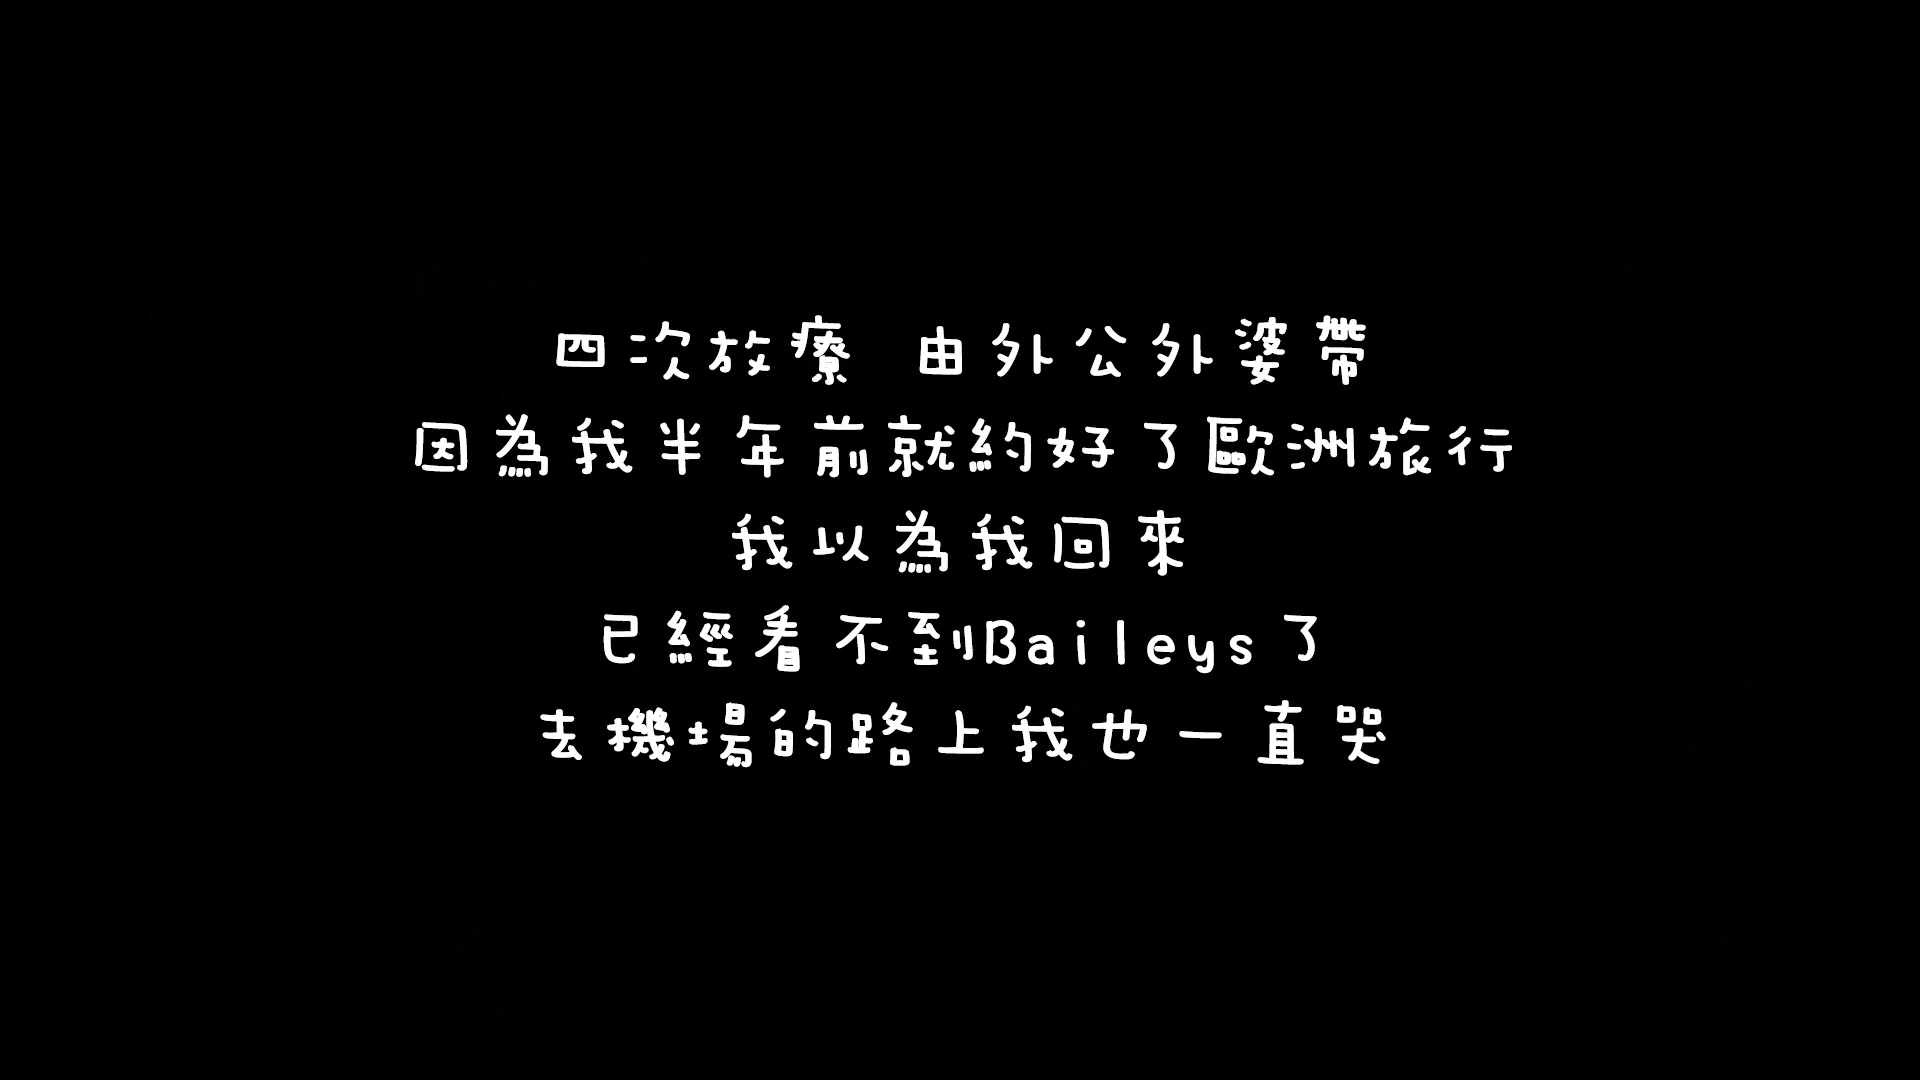 四次放療 由外公外婆帶
因為我半年前就約好了歐洲旅行
我以為我回來
已經看不到Baileys了
去機場的路上我也一直哭